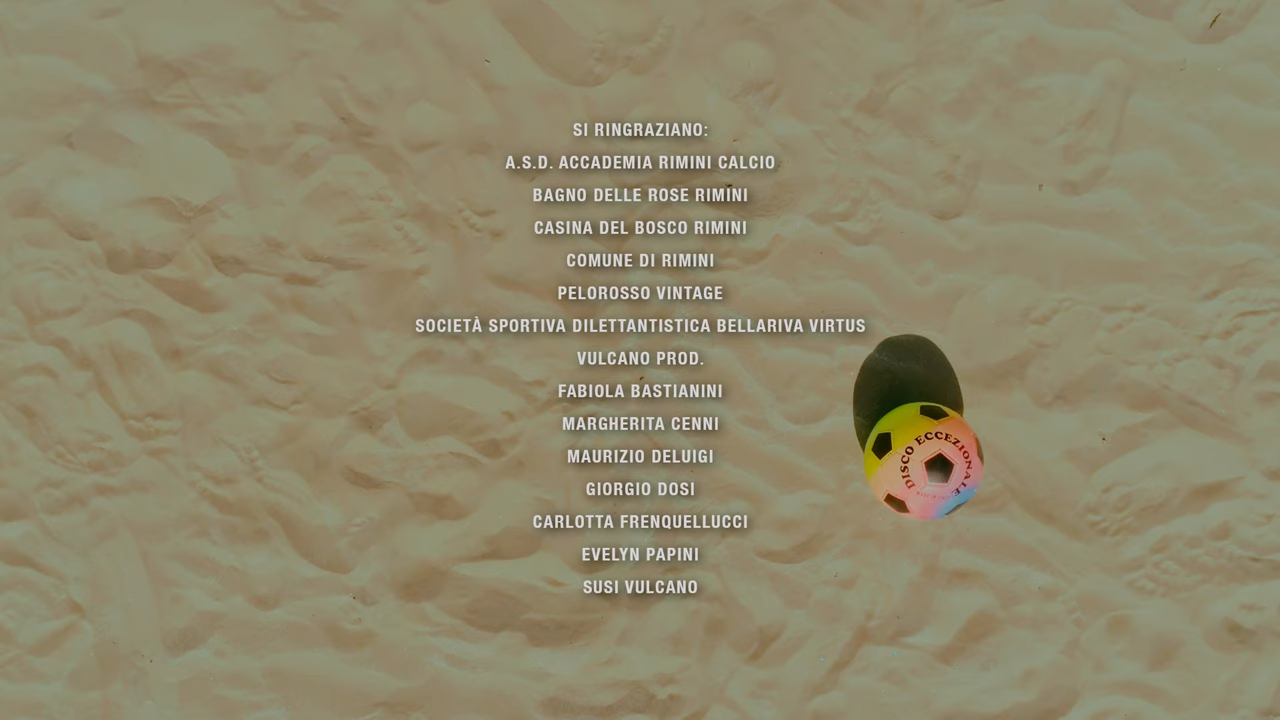 SI RINGRAZIANO:
A.S.D. ACCADEMIA RIMINI CALCIO
BAGNO DELLE ROSE RIMINI
CASINA DEL BOSCO RIMINI
COMUNE DI RIMINI
PELOROSSO VINTAGE
SOCIETÀ SPORTIVA DILETTANTISTICA BELLARIVA VIRTUS
VULCANO PROD.
FABIOLA BASTIANINI
MARGHERITA CENNI
MAURIZIO DELUIGI
GIORGIO DOSI
CARLOTTA FRENQUELLUCCI
EVELYN PAPINI
SUSI VULCANO
DISCO ECCEZIONALE